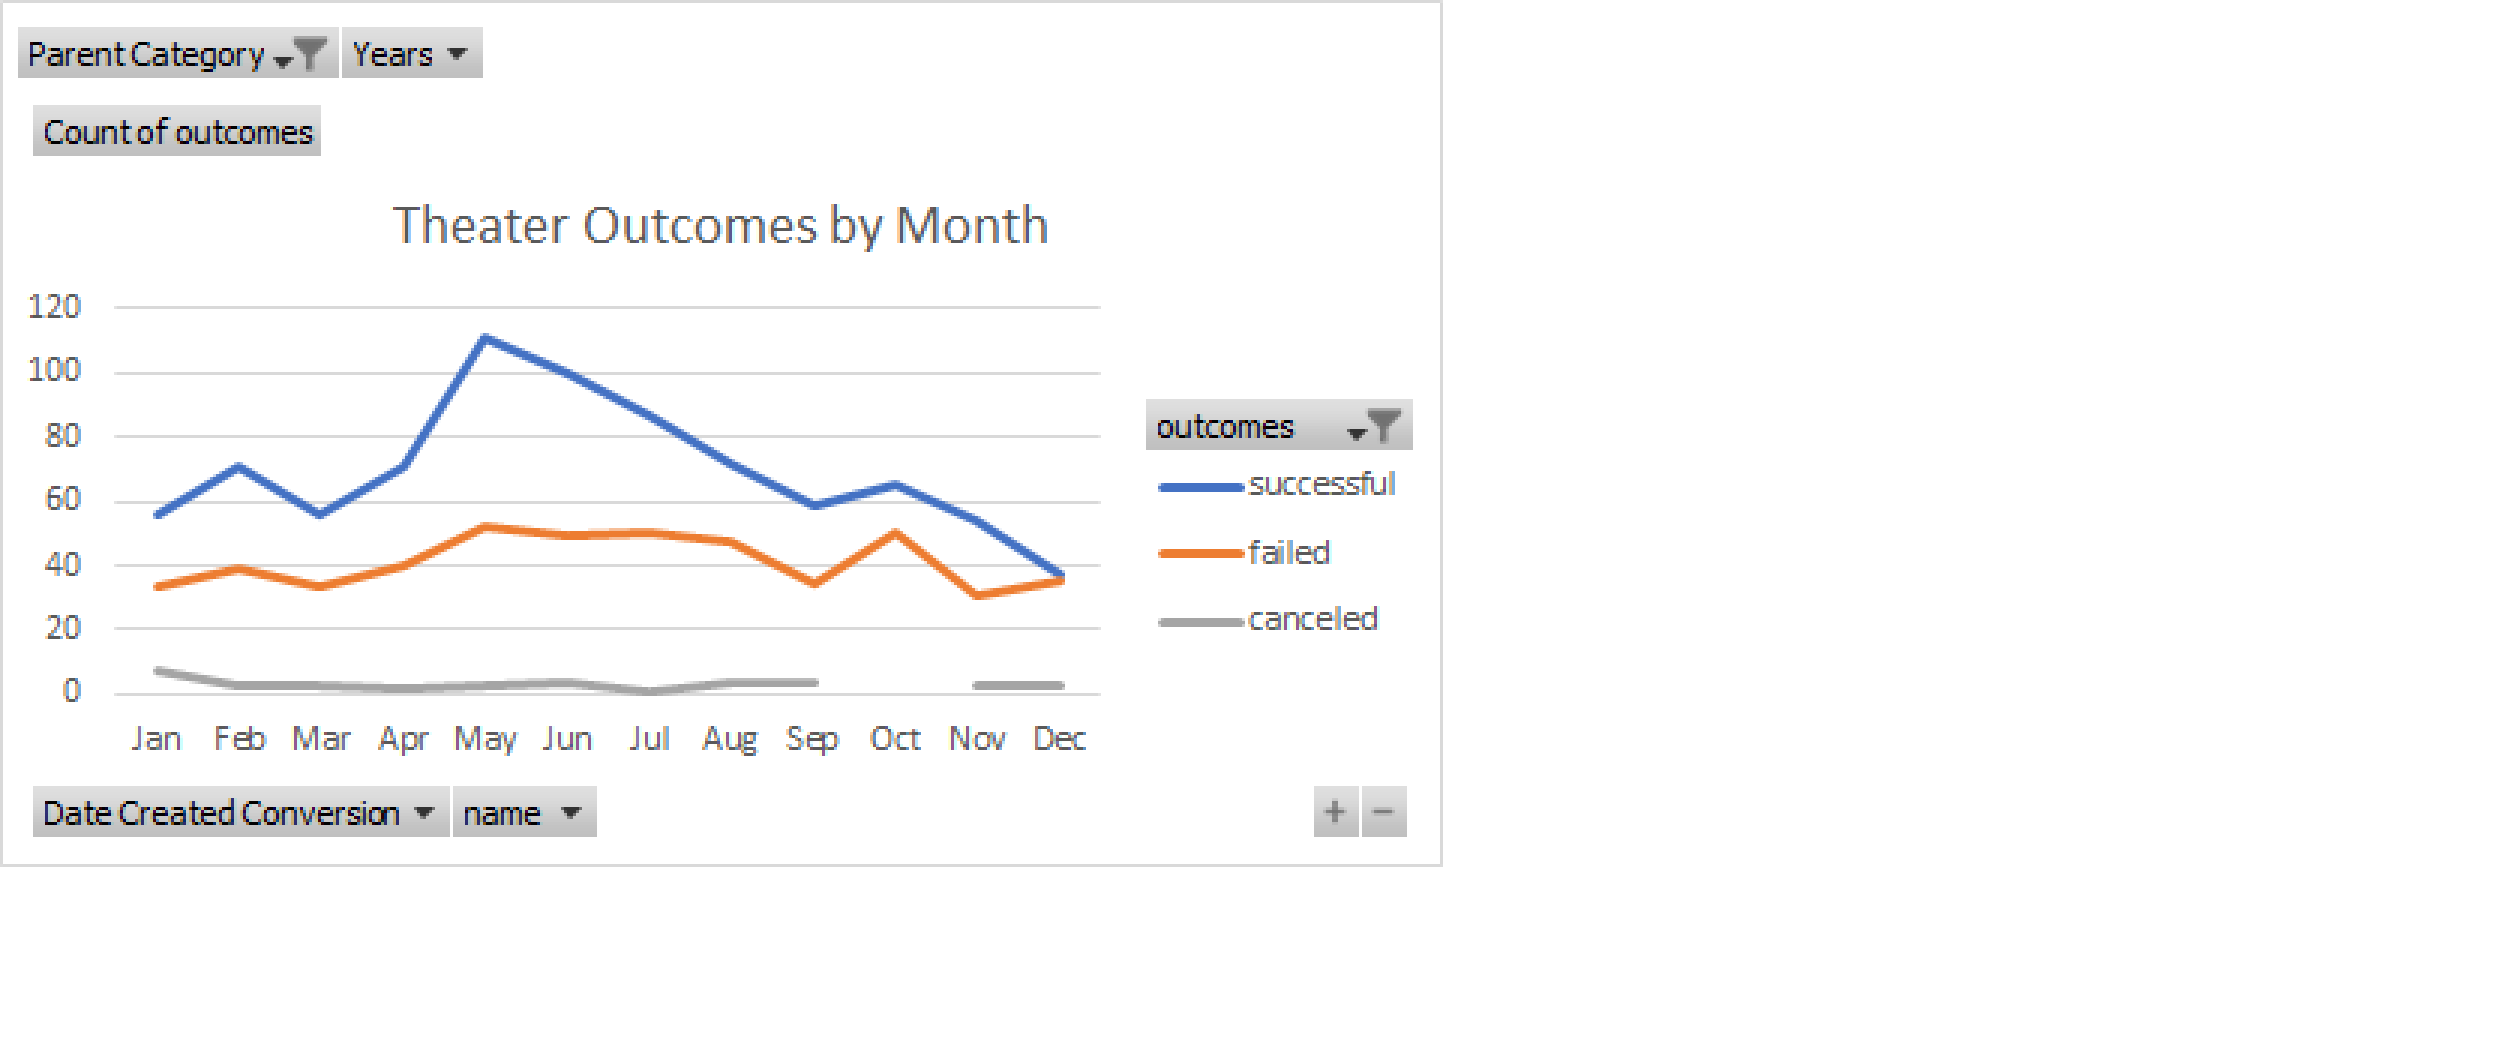 Parent Category Years
Count of outcomes
Theater Outcomes by Month
120
100
80
60
40
20
0
Jan Feb Mar Apr May Jun Jul Aug Sep Oct Nov Dec
outcomes
successful
failed
canceled
Date Created Conversion name
+ −